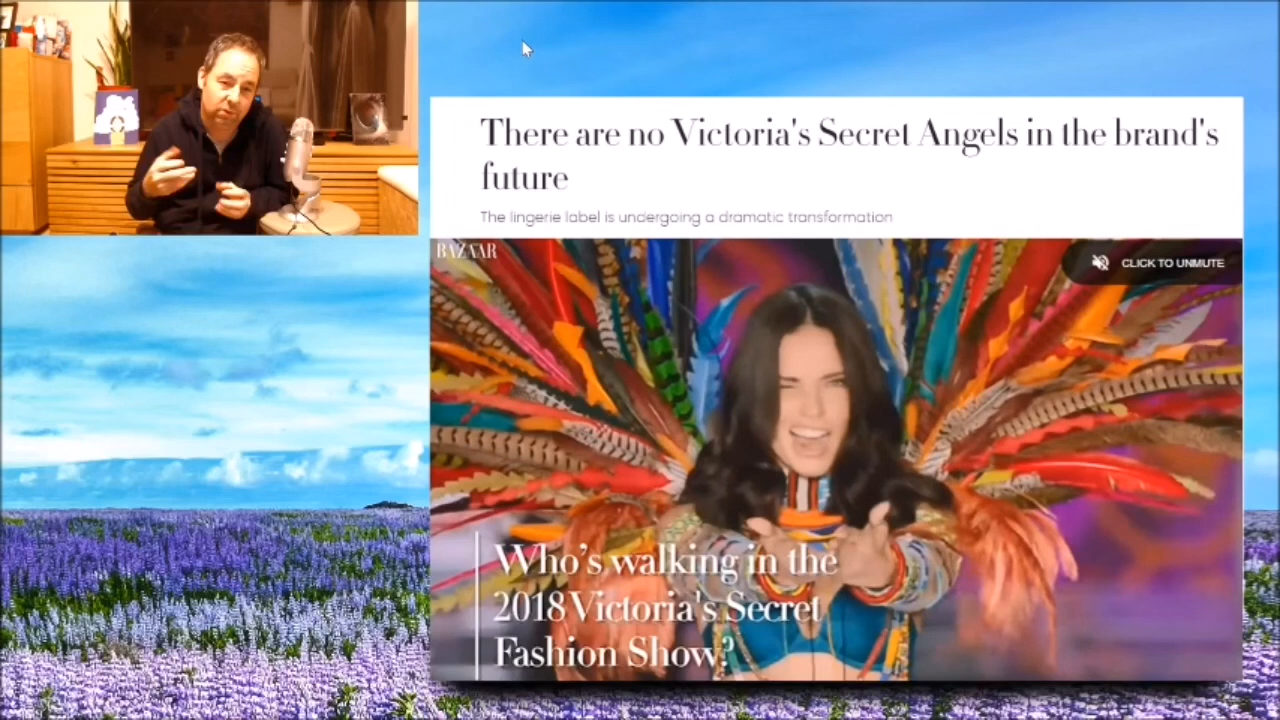 There are no Victoria's Secret Angels in the brand's
future
The lingerie label is undergoing a dramatic transformation
BAZAAR
CLICK TO UNMUTE
Who's walking in the
2018 Victoria's Secret
Fashion Show?